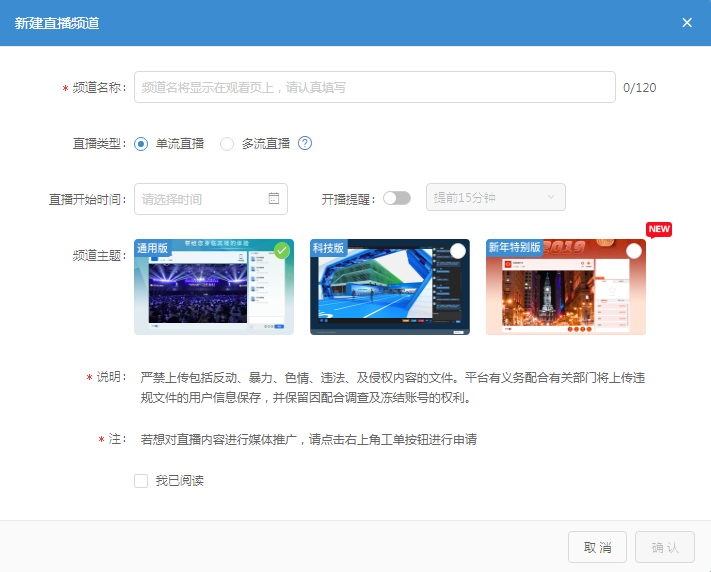 新建直播频道
* 频道名称： 频道名将显示在观看页上，请认真填写 0/120
直播类型： 单流直播 多流直播 ?
直播开始时间： 请选择时间 开播提醒： 提前15分钟
频道主题： 通用版 科技版 新年特别版 2019 NEW
* 说明： 严禁上传包括反动、暴力、色情、违法、及侵权内容的文件。平台有义务配合有关部门将上传违
规文件的用户信息保存，并保留因配合调查及冻结账号的权利。
* 注： 若想对直播内容进行媒体推广，请点击右上角工单按钮进行申请
我已阅读
取 消 确 认